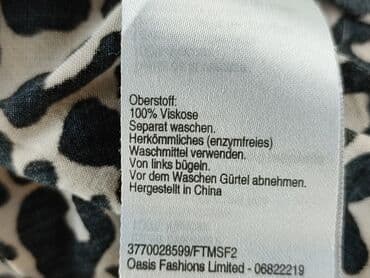 Oberstoff:
100% Viskose
Separat waschen.
Herkömmliches (enzymfreies)
Waschmittel verwenden.
Von links bügeln.
Vor dem Waschen Gürtel abnehmen.
Hergestellt in China
3770028599/FTMSF2
Oasis Fashions Limited - 06822219